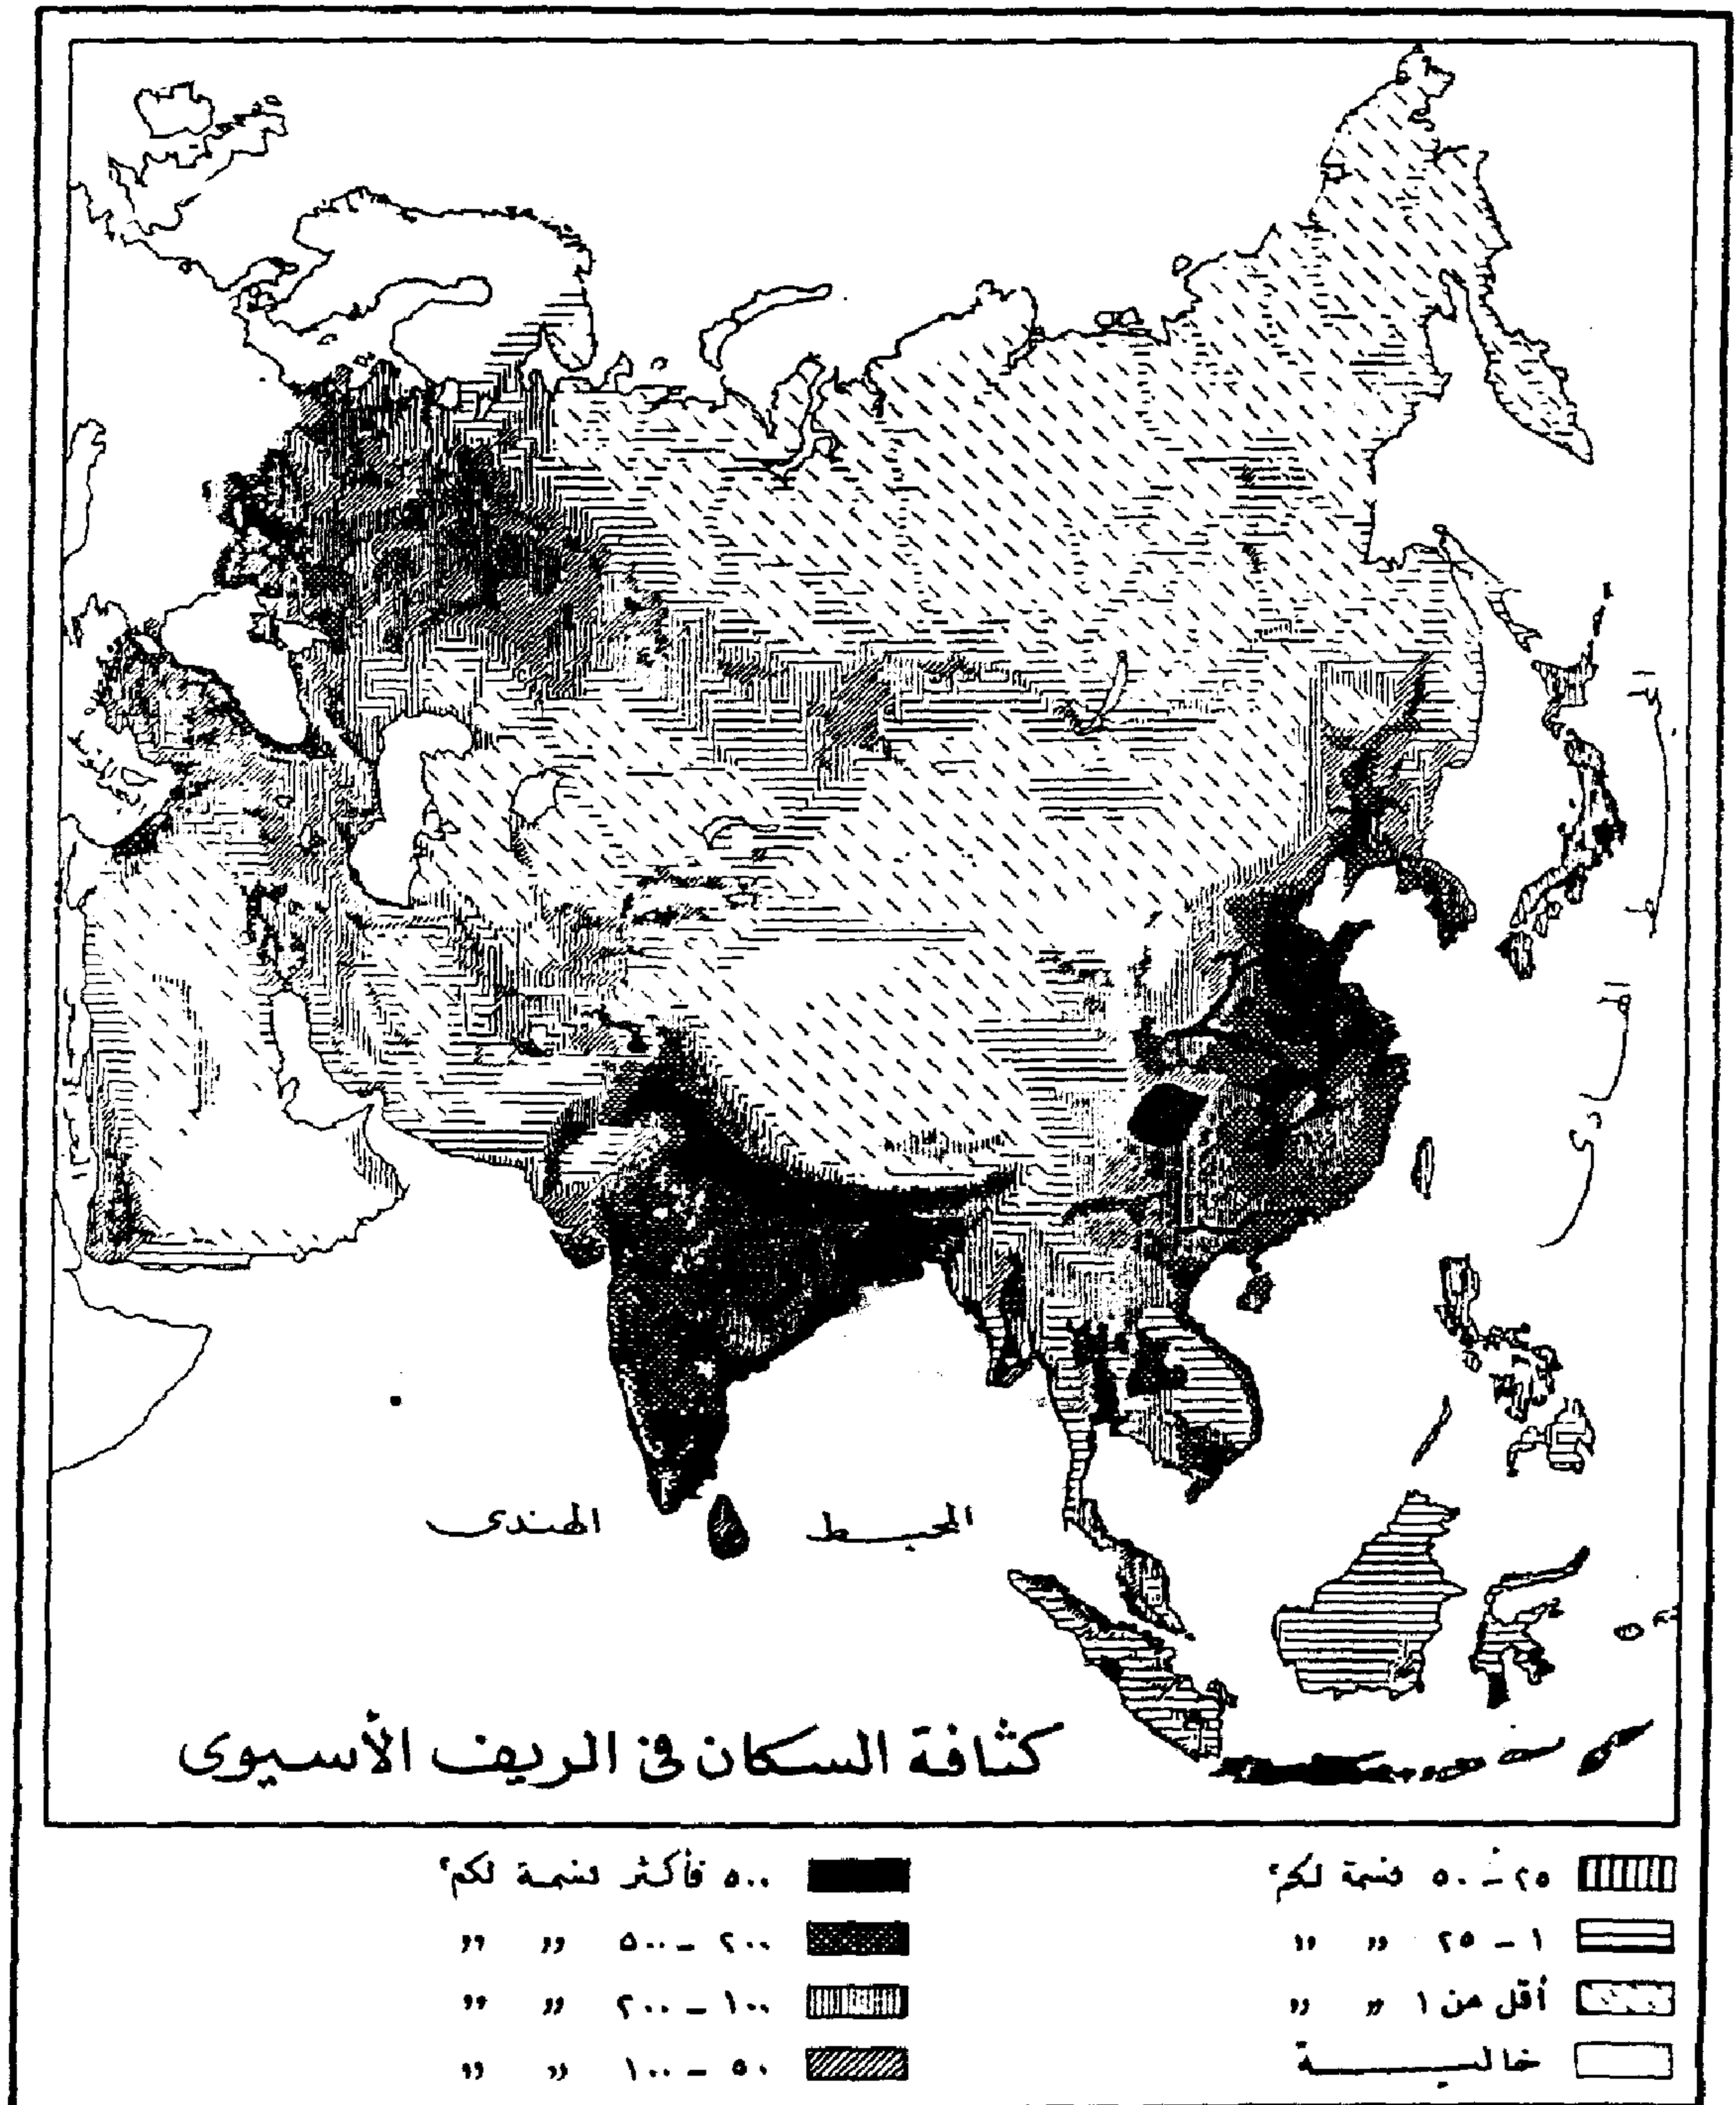 المحيط الهندى
كثافة السكان فى الريف الأسيوى
٢٥ – ٥٠ نسمة لكم٢
١ – ٢٥ ,, ,,
أقل من ١ ,, ,,
خاليـــة
٥٠٠ فأكثر نسمة لكم٢
٢٠٠ – ٥٠٠ ,, ,,
١٠٠ – ٢٠٠ ,, ,,
٥٠ – ١٠٠ ,, ,,